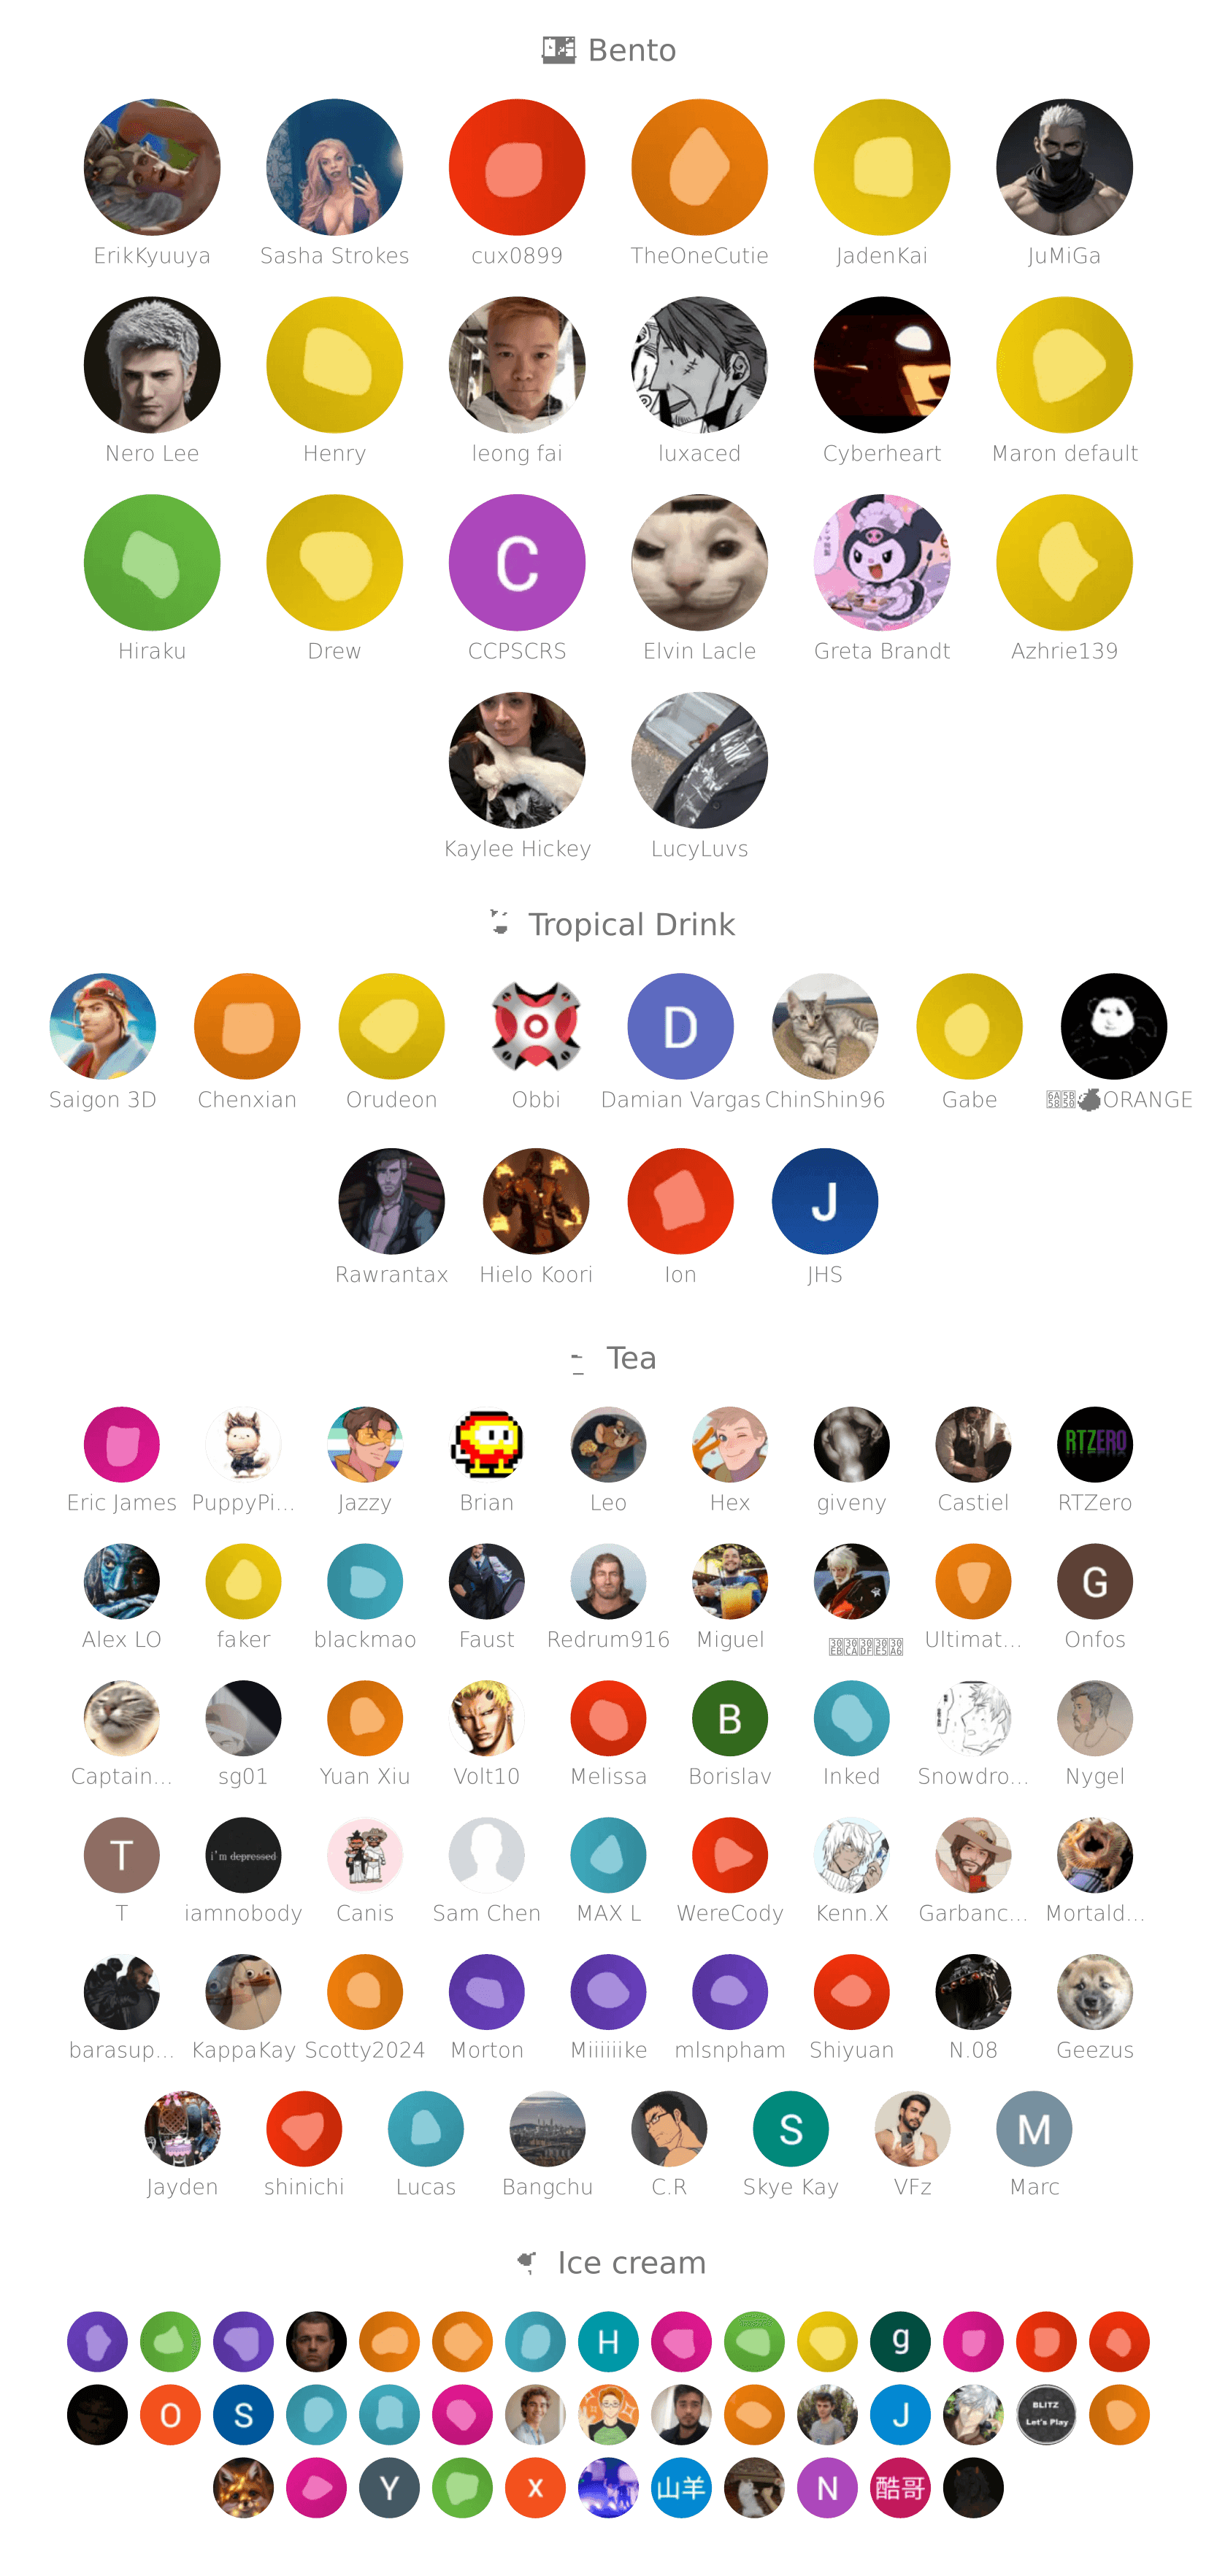 Bento
ErikKyuuya Sasha Strokes cux0899 TheOneCutie JadenKai JuMiGa
Nero Lee Henry leong fai luxaced Cyberheart Maron default
C
Hiraku Drew CCPSCRS Elvin Lacle Greta Brandt Azhrie139
Kaylee Hickey LucyLuvs
Tropical Drink
D
Saigon 3D Chenxian Orudeon Obbi Damian Vargas ChinShin96 Gabe ORANGE
J
Rawrantax Hielo Koori Ion JHS
Tea
RTZERO
Eric James PuppyPi... Jazzy Brian Leo Hex giveny Castiel RTZero
G
Alex LO faker blackmao Faust Redrum916 Miguel Ultimat... Onfos
B
Captain... sg01 Yuan Xiu Volt10 Melissa Borislav Inked Snowdro... Nygel
T i'm depressed
T iamnobody Canis Sam Chen MAX L WereCody Kenn.X Garbanc... Mortald...
barasup... KappaKay Scotty2024 Morton Miiiiiike mlsnpham Shiyuan N.08 Geezus
S M
Jayden shinichi Lucas Bangchu C.R Skye Kay VFz Marc
Ice cream
H g
O S J BLITZ
Let's Play
Y x 山羊 N 酷哥